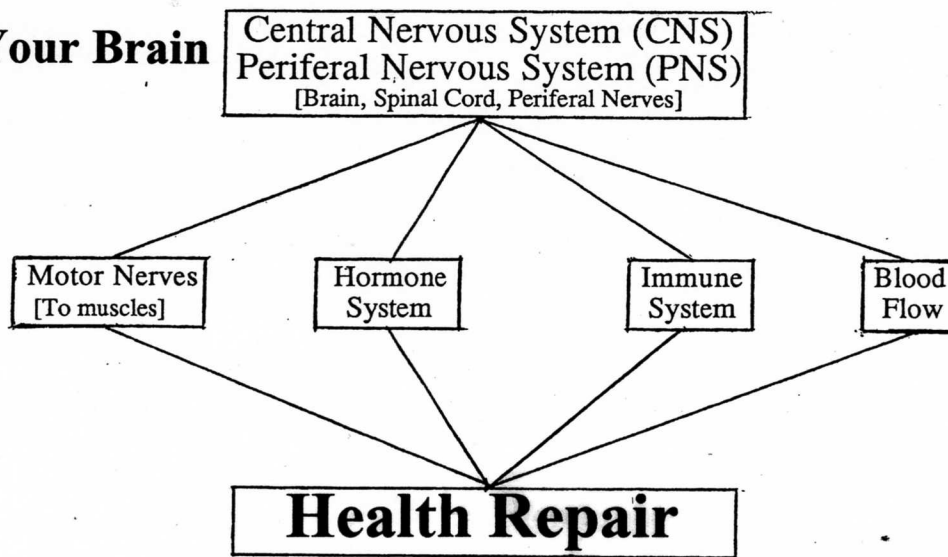 Your Brain
Central Nervous System (CNS)
Periferal Nervous System (PNS)
[Brain, Spinal Cord, Periferal Nerves]
Motor Nerves
[To muscles]
Hormone
System
Immune
System
Blood
Flow
Health Repair